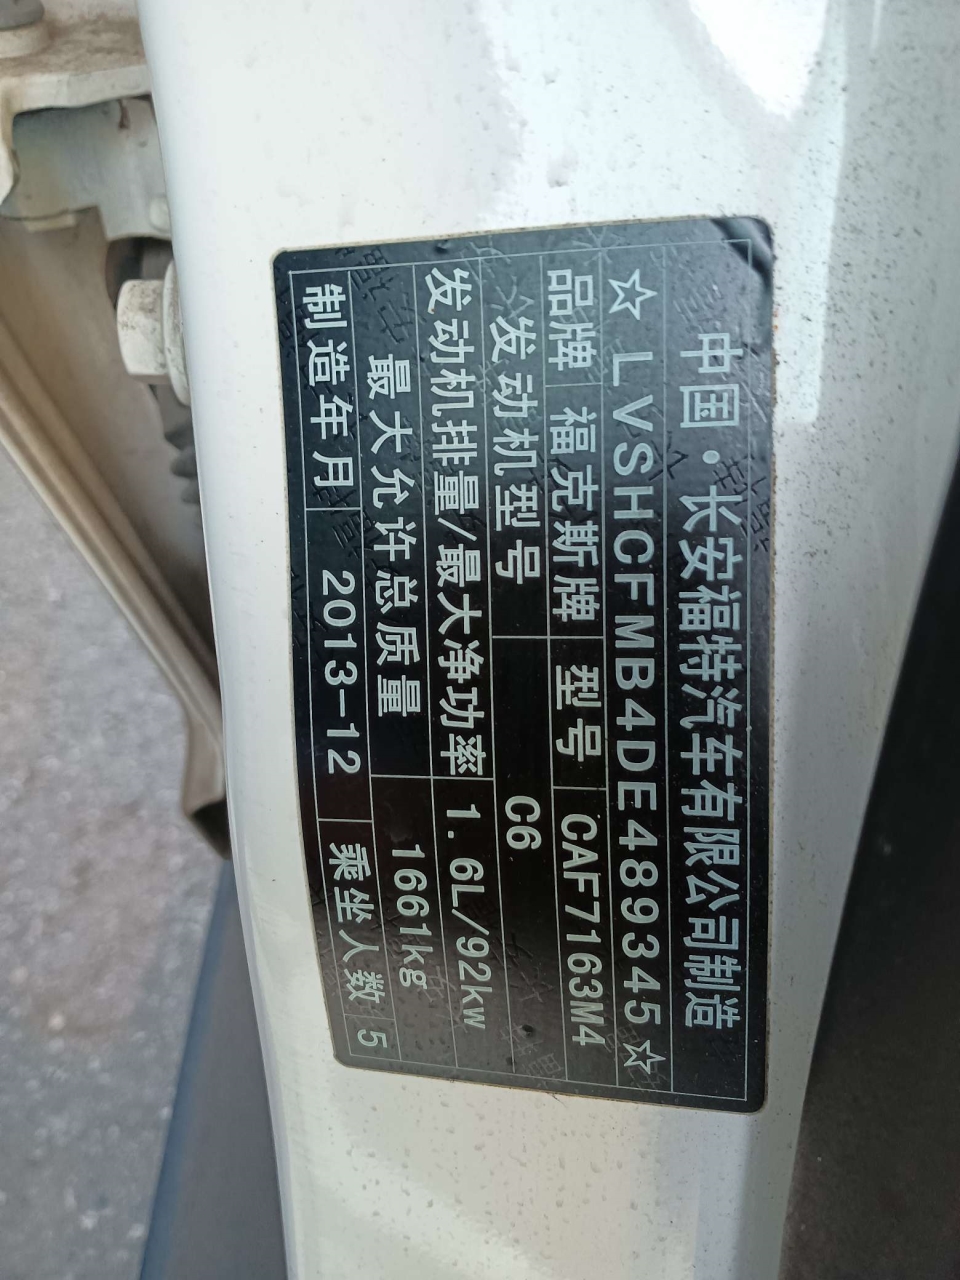 中国·长安福特汽车有限公司制造
☆LVSHCFMB4DE489345☆
品牌 福克斯牌 型号 CAF7163M4
发动机型号 C6
发动机排量/最大净功率 1.6L/92kw
最大允许总质量 1661kg
制造年月 2013-12 乘坐人数 5